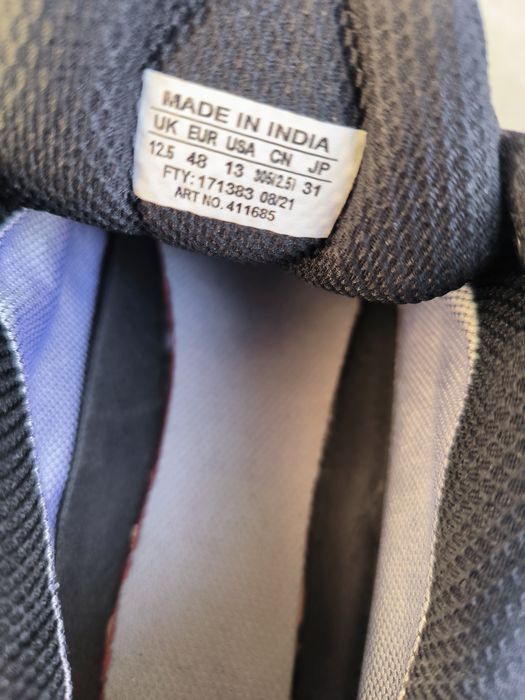 MADE IN INDIA
UK EUR USA CN JP
12.5 48 13 305(2.5) 31
FTY: 171383 08/21
ART NO. 411685